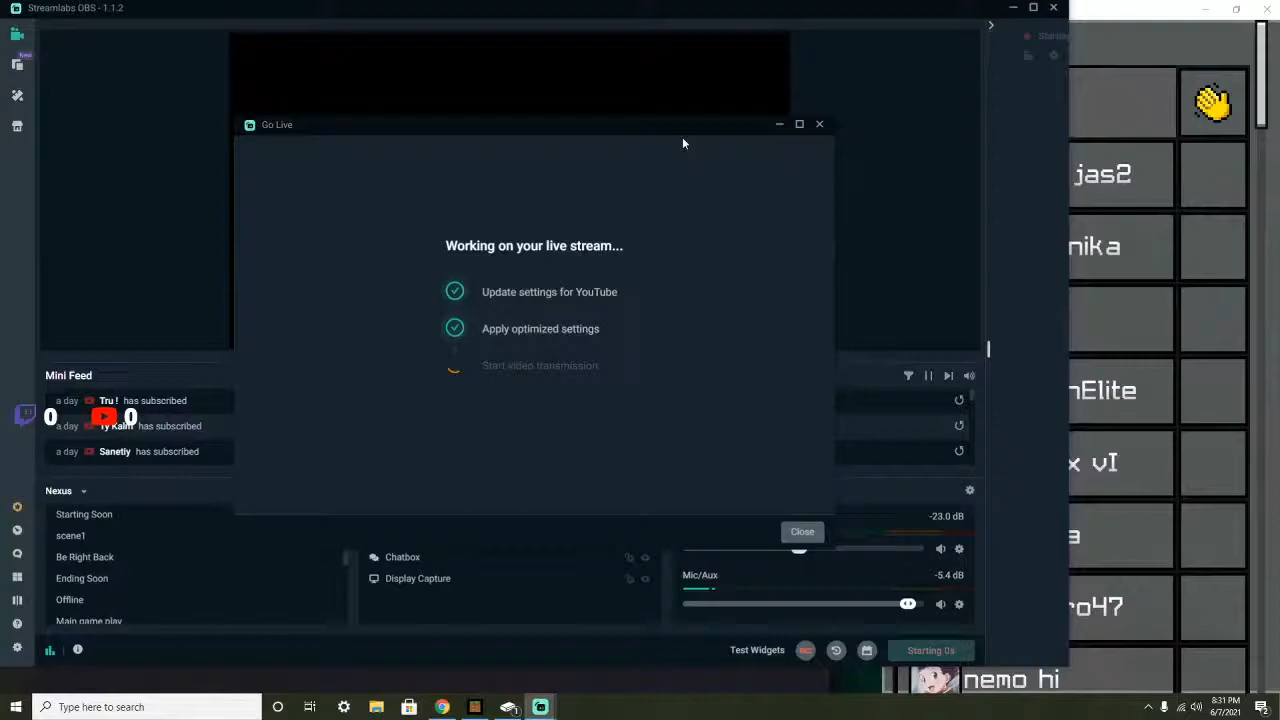 Streamlabs OBS - 1.1.2
Starting
Go Live
jas2
Working on your live stream...
nika
Update settings for YouTube
Apply optimized settings
Start video transmission
Mini Feed
a day Tru ! has subscribed
nElite
0 0
a day Ty Kalm has subscribed
a day Sanetly has subscribed
x vI
Nexus
Starting Soon
-23.0 dB
scene1
Close
a
Be Right Back
Chatbox
Ending Soon
Display Capture
Mic/Aux
-5.4 dB
Offline
ro47
Main game play
Test Widgets
REC
Starting 0s
nemo hi
Type here to search
8:31 PM
6/7/2021
2